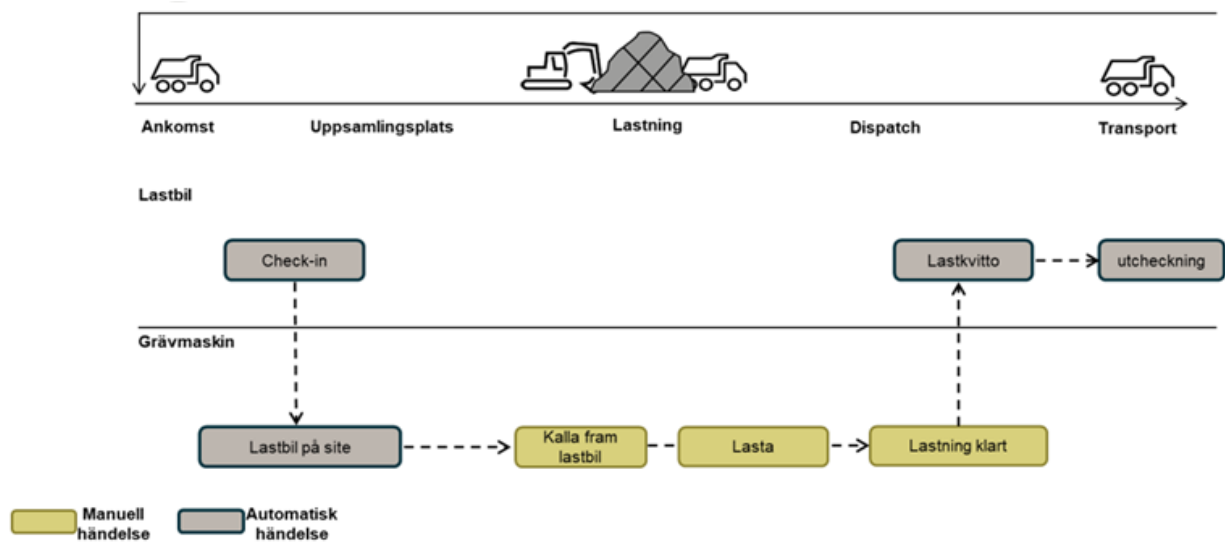 Ankomst
Uppsamlingsplats
Lastning
Dispatch
Transport
Lastbil
Check-in
Lastkvitto
utcheckning
Grävmaskin
Lastbil på site
Kalla fram
lastbil
Lasta
Lastning klart
Manuell
händelse
Automatisk
händelse